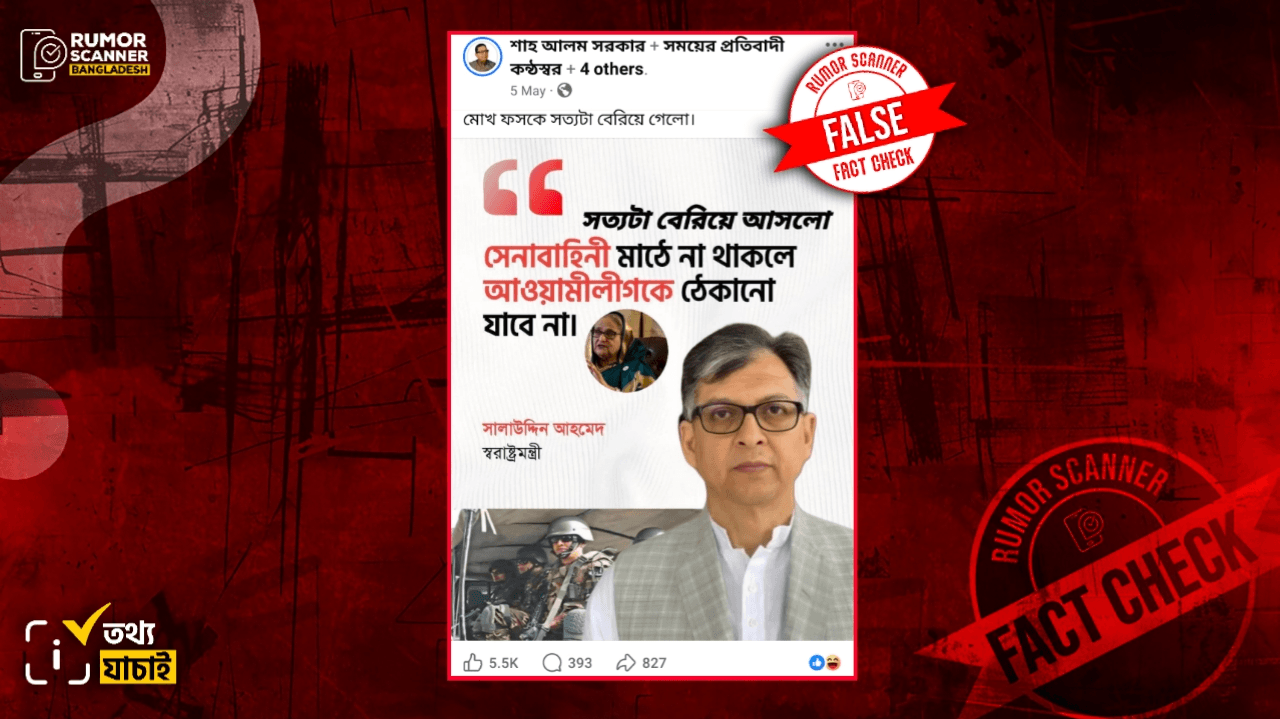 RUMOR
SCANNER
BANGLADESH
শাহ আলম সরকার + সময়ের প্রতিবাদী
কন্ঠস্বর + 4 others.
5 May ·
মোখ ফসকে সত্যটা বেরিয়ে গেলো।
RUMOR SCANNER
FALSE
FACT CHECK
সত্যটা বেরিয়ে আসলো
সেনাবাহিনী মাঠে না থাকলে
আওয়ামীলীগকে ঠেকানো
যাবে না।
সালাউদ্দিন আহমেদ
স্বরাষ্ট্রমন্ত্রী
5.5K 393 827
তথ্য
যাচাই
RUMOR SCANNER
FACT CHECK